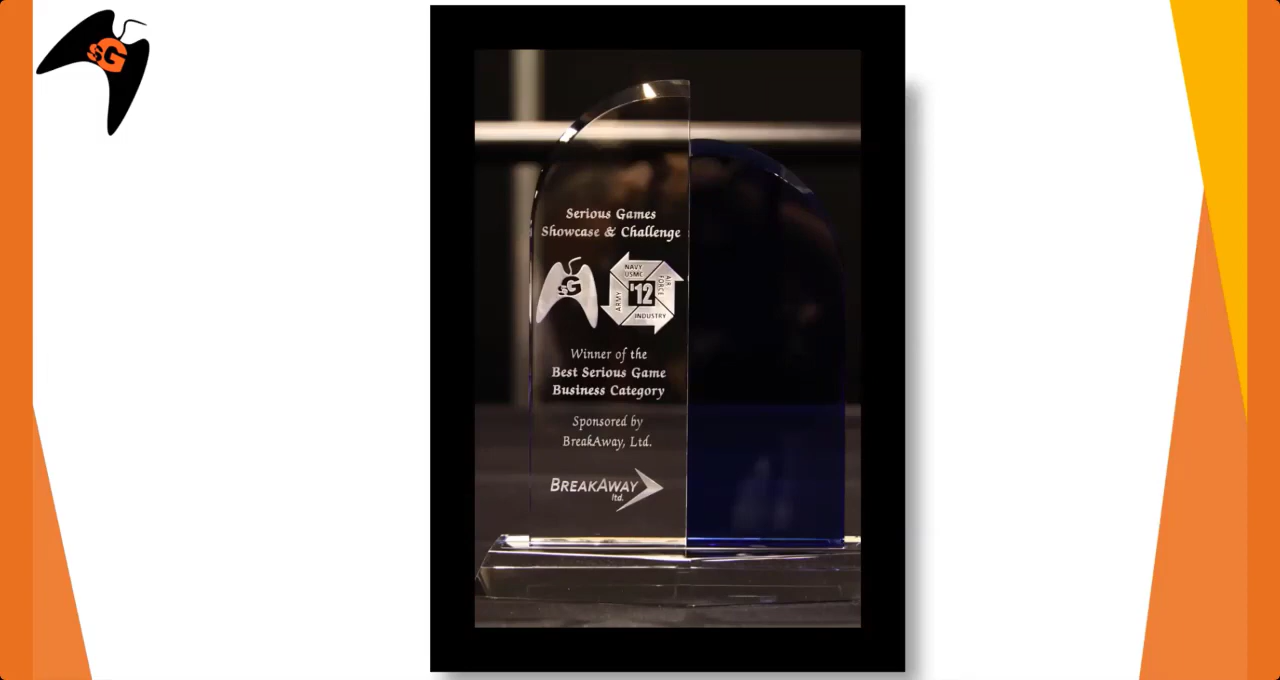 SG
Serious Games
Showcase & Challenge
SG
NAVY
USMC
AIR
FORCE
ARMY
'12
INDUSTRY
Winner of the
Best Serious Game
Business Category
Sponsored by
BreakAway, Ltd.
BREAKAWAY
ltd.